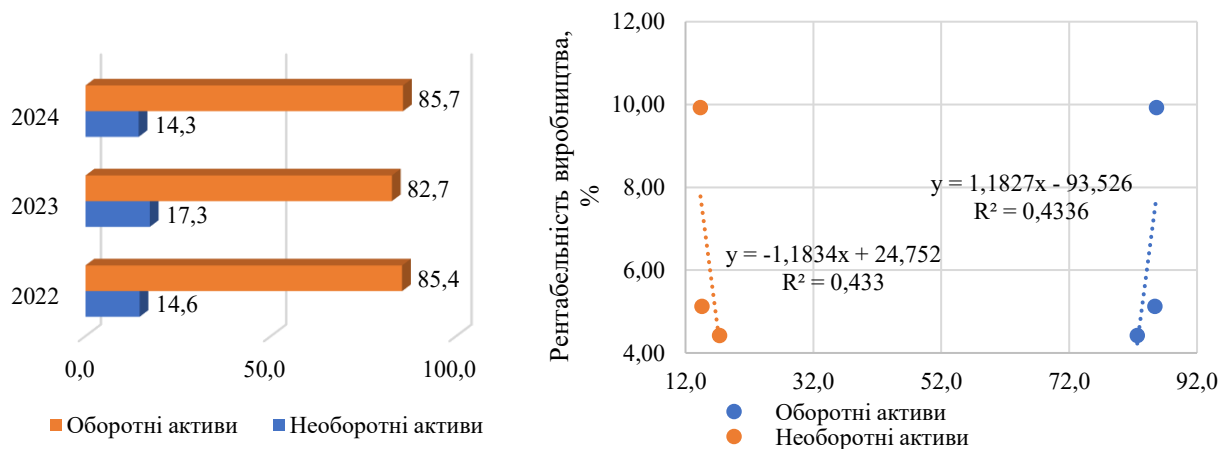 2024
85,7
14,3
2023
82,7
17,3
2022
85,4
14,6
0,0
50,0
100,0
Оборотні активи
Необоротні активи
Рентабельність виробництва,
%
12,00
10,00
8,00
6,00
4,00
y = 1,1827x - 93,526
R² = 0,4336
y = -1,1834x + 24,752
R² = 0,433
12,0
32,0
52,0
72,0
92,0
Оборотні активи
Необоротні активи